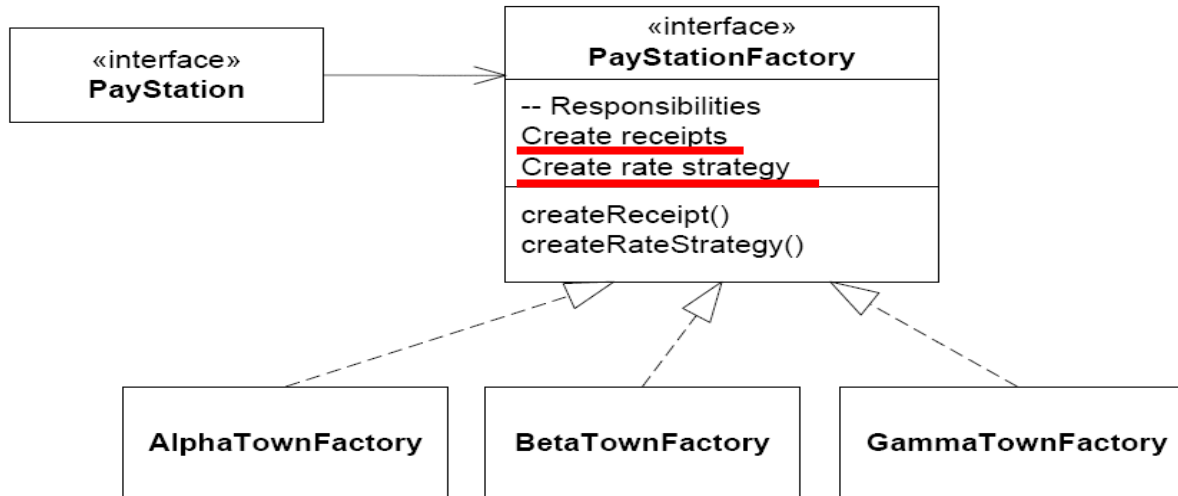 «interface»
PayStation
«interface»
PayStationFactory
-- Responsibilities
Create receipts
Create rate strategy
createReceipt()
createRateStrategy()
AlphaTownFactory
BetaTownFactory
GammaTownFactory